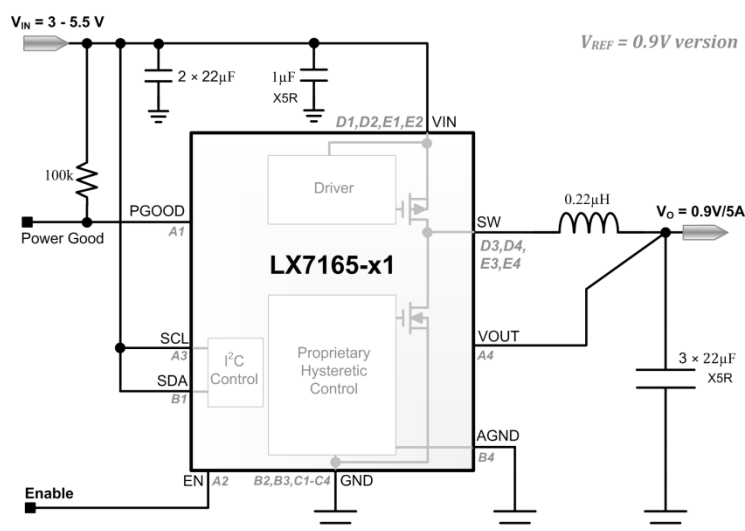 V_IN = 3 - 5.5 V
V_REF = 0.9V version
2 × 22µF
1µF
X5R
D1,D2,E1,E2 VIN
100k
Driver
0.22µH
V_O = 0.9V/5A
PGOOD
A1
Power Good
SW
D3,D4,
E3,E4
LX7165-x1
SCL
A3
I²C
Control
SDA
B1
Proprietary
Hysteretic
Control
VOUT
A4
3 × 22µF
X5R
AGND
B4
EN A2
B2,B3,C1-C4 GND
Enable